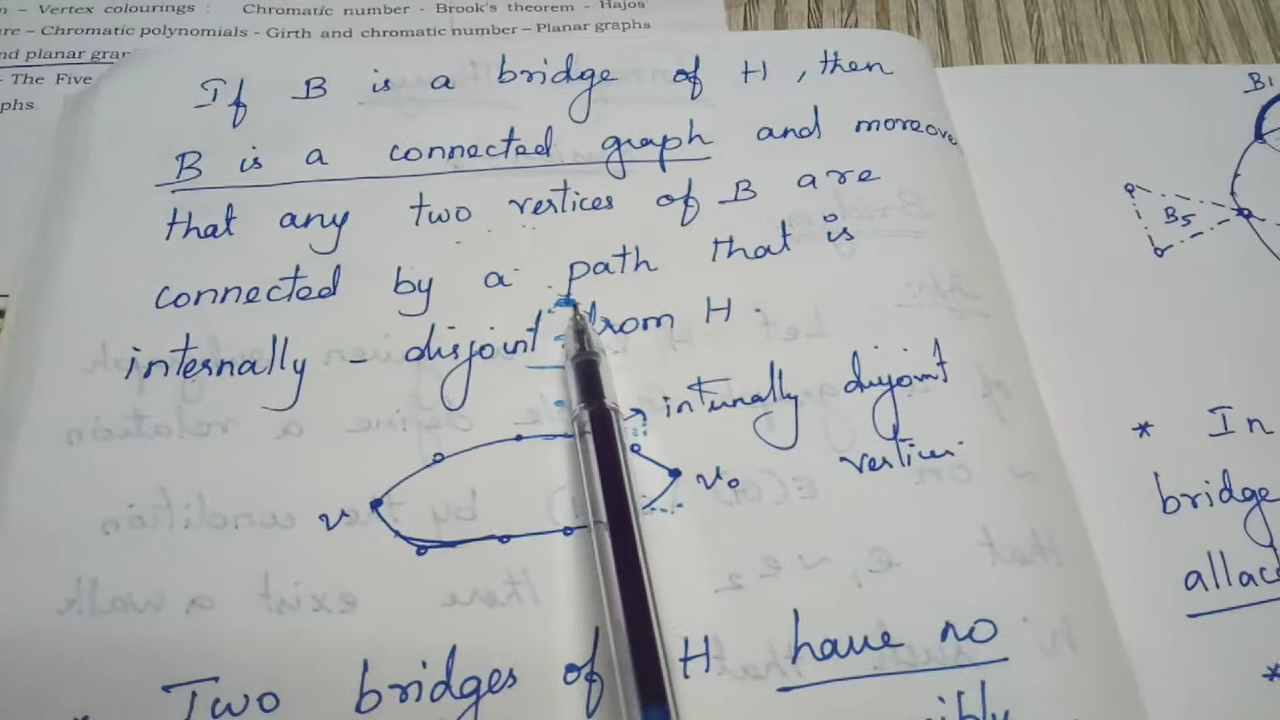 n – Vertex colourings : Chromatic number - Brook's theorem - Hajos'
re – Chromatic polynomials - Girth and chromatic number – Planar graphs
nd planar grap
- The Five
phs.
If B is a bridge of H, then
B is a connected graph and moreove
that any two vertices of B are
connected by a path that is
internally - disjoint from H.
internally disjoint
vertices.
v
v₀
Two bridges of H have no
B1
B5
* In
bridge
allac
*